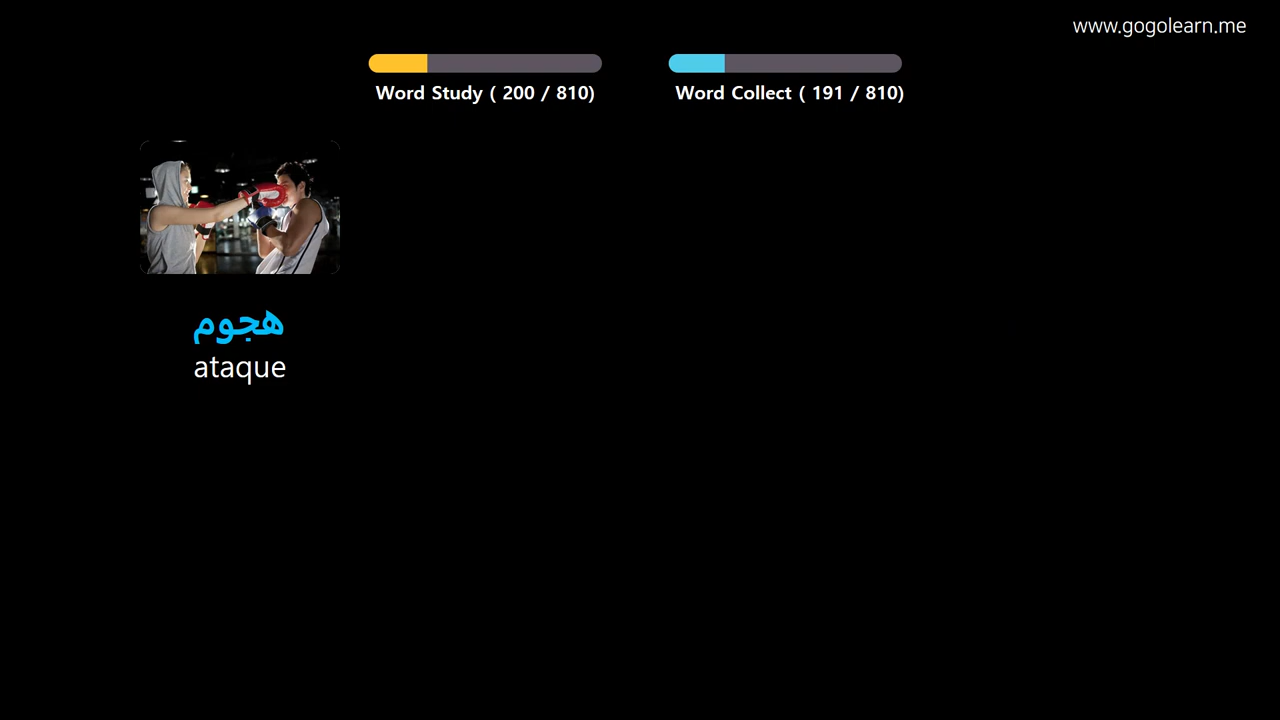 www.gogolearn.me
Word Study ( 200 / 810)
Word Collect ( 191 / 810)
هجوم
ataque